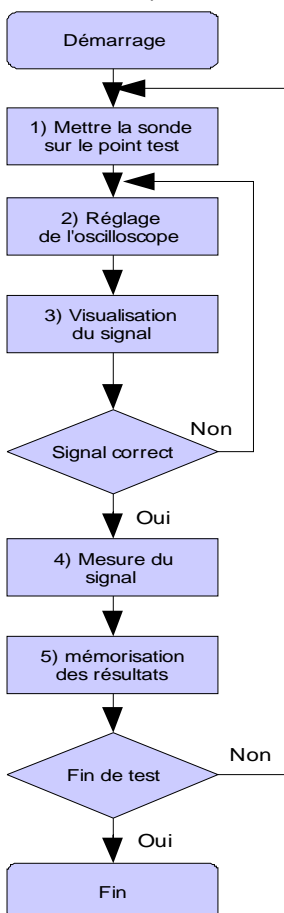 Démarrage
1) Mettre la sonde
sur le point test
2) Réglage
de l'oscilloscope
3) Visualisation
du signal
Signal correct
Non
Oui
4) Mesure du
signal
5) mémorisation
des résultats
Fin de test
Non
Oui
Fin